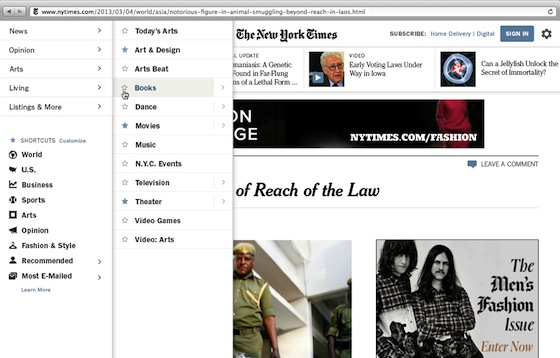 www.nytimes.com/2013/03/04/world/asia/notorious-figure-in-animal-smuggling-beyond-reach-in-laos.html
News
Opinion
Arts
Living
Listings & More
SHORTCUTS Customize
World
U.S.
Business
Sports
Arts
Opinion
Fashion & Style
Recommended
Most E-Mailed
Learn More
Today's Arts
Art & Design
Arts Beat
Books
Dance
Movies
Music
N.Y.C. Events
Television
Theater
Video Games
Video: Arts
The New York Times
SUBSCRIBE: Home Delivery | Digital
SIGN IN
L UPDATE
maniasis: A Genetic
Found in Far-Flung
ns of a Lethal Form ...
VIDEO
Early Voting Laws Under
Way in Iowa
Can a Jellyfish Unlock the
Secret of Immortality?
ON
GE
NYTIMES.COM/FASHION
LEAVE A COMMENT
of Reach of the Law
The
Men's
Fashion
Issue
Enter Now